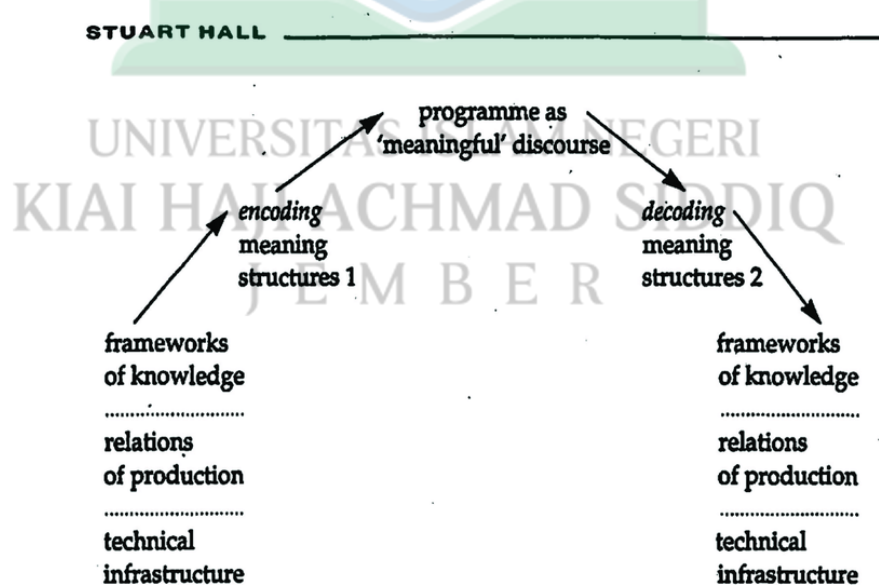 STUART HALL
programme as
'meaningful' discourse
UNIVERSITAS ISLAM NEGERI
KIAI HAJI ACHMAD SIDDIQ
JEMBER
encoding
meaning
structures 1
decoding
meaning
structures 2
frameworks
of knowledge
relations
of production
technical
infrastructure
frameworks
of knowledge
relations
of production
technical
infrastructure